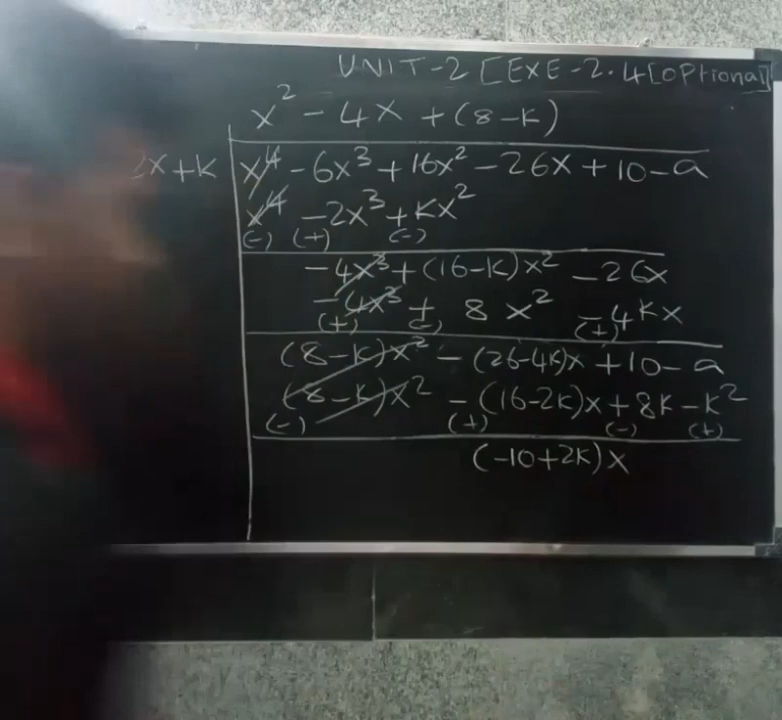 UNIT-2 [EXE-2.4[OPtional]
x² - 4x + (8-k)
x+k | x⁴ - 6x³ + 16x² - 26x + 10 - a
x⁴ - 2x³ + kx²
(-) (+) (-)
-4x³ + (16-k)x² - 26x
-4x³ + 8x² - 4kx
(+) (-) (+)
(8-k)x² - (26-4k)x + 10 - a
(8-k)x² - (16-2k)x + 8k - k²
(-) (+) (-) (+)
(-10+2k)x